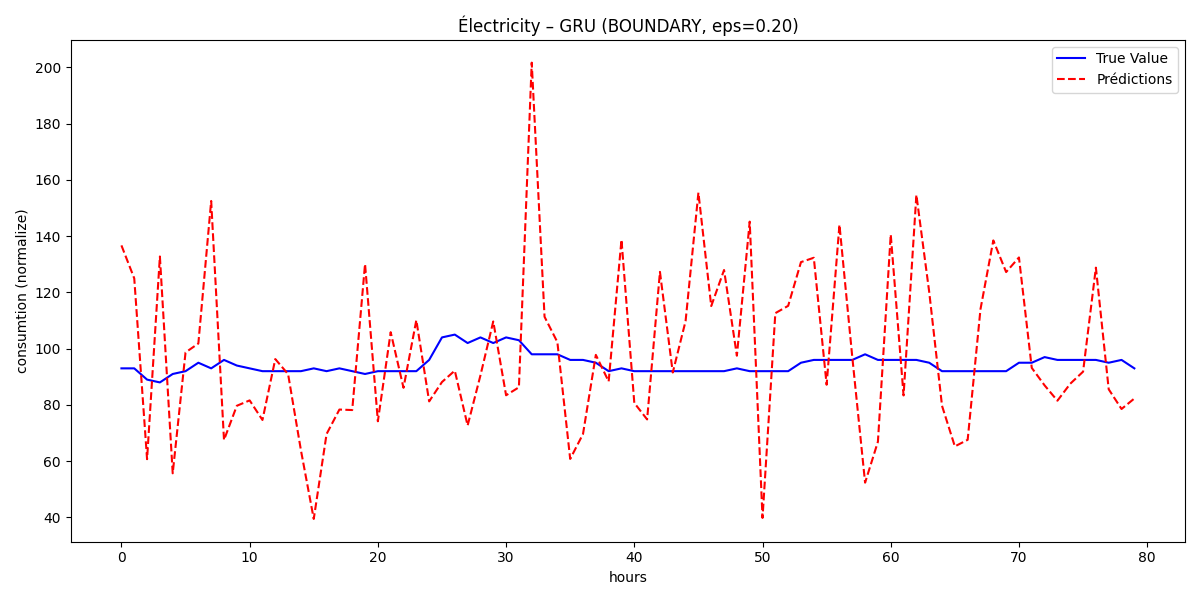 Électricity – GRU (BOUNDARY, eps=0.20)
True Value
Prédictions
consumtion (normalize)
200
180
160
140
120
100
80
60
40
0 10 20 30 40 50 60 70 80
hours